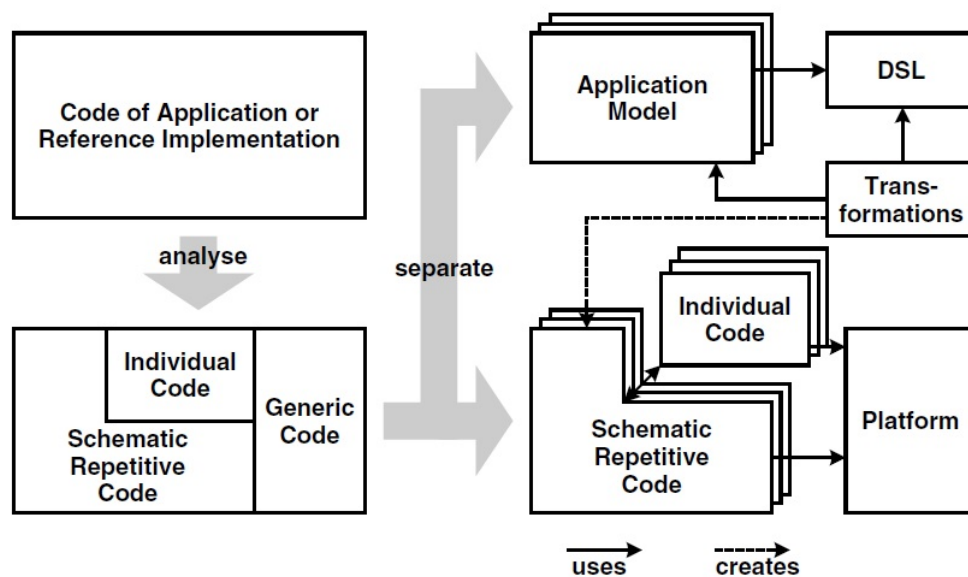 Code of Application or
Reference Implementation
analyse
Individual
Code
Schematic
Repetitive
Code
Generic
Code
separate
Application
Model
DSL
Trans-
formations
Individual
Code
Schematic
Repetitive
Code
Platform
uses
creates